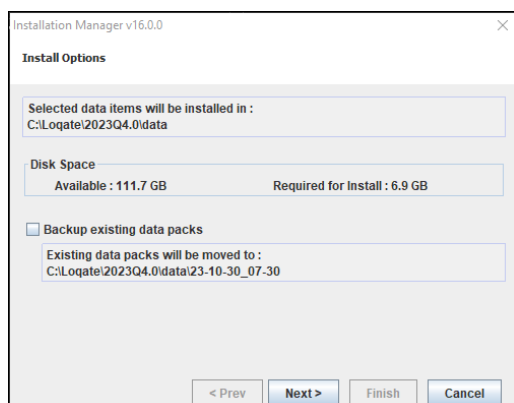 Installation Manager v16.0.0
Install Options
Selected data items will be installed in :
C:\Loqate\2023Q4.0\data
Disk Space
Available : 111.7 GB Required for Install : 6.9 GB
Backup existing data packs
Existing data packs will be moved to :
C:\Loqate\2023Q4.0\data\23-10-30_07-30
< Prev Next > Finish Cancel